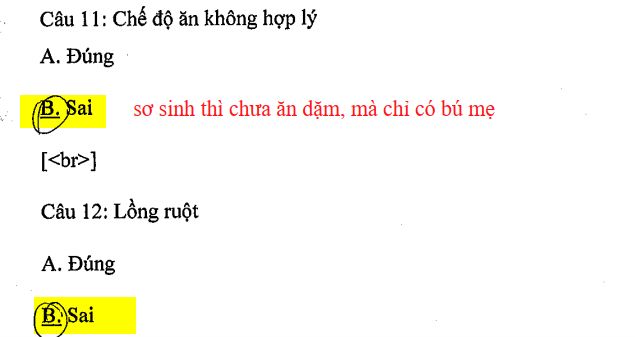 Câu 11: Chế độ ăn không hợp lý
A. Đúng
B. Sai sơ sinh thì chưa ăn dặm, mà chỉ có bú mẹ
[<br>]
Câu 12: Lồng ruột
A. Đúng
B. Sai